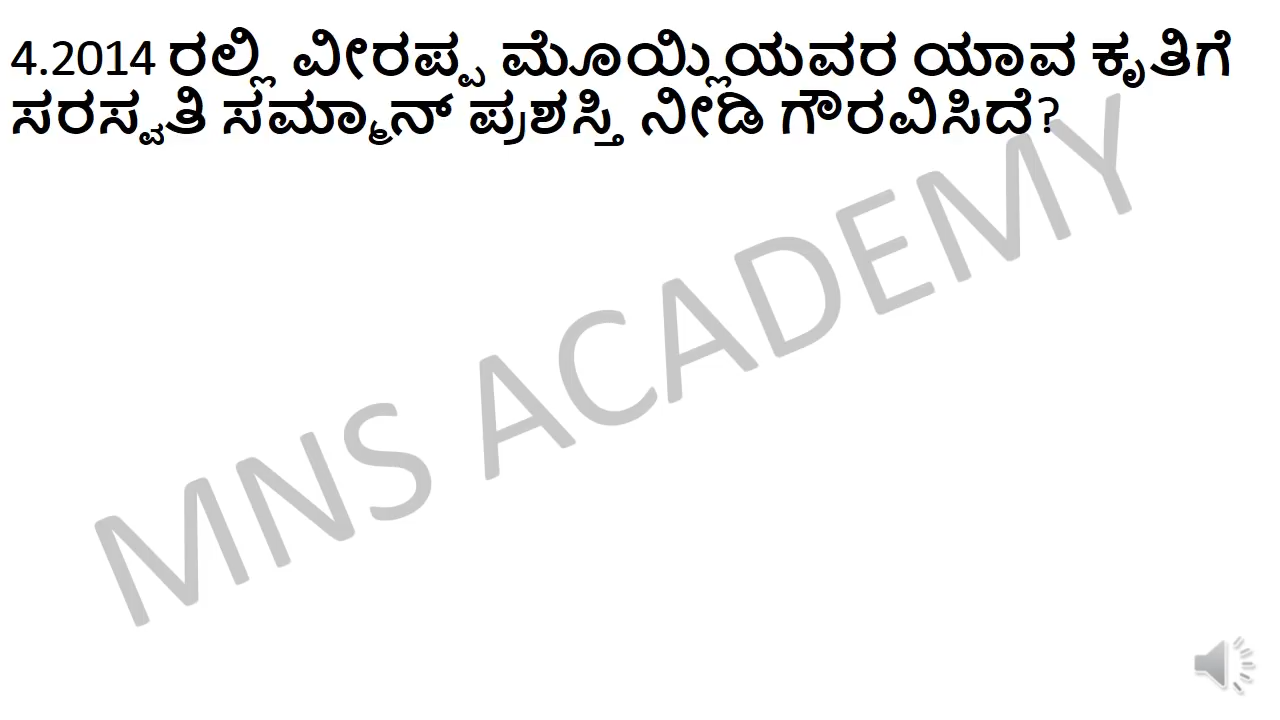 4.2014 ರಲ್ಲಿ ವೀರಪ್ಪ ಮೊಯ್ಲಿಯವರ ಯಾವ ಕೃತಿಗೆ
ಸರಸ್ವತಿ ಸಮ್ಮಾನ್ ಪ್ರಶಸ್ತಿ ನೀಡಿ ಗೌರವಿಸಿದೆ?
MNS ACADEMY